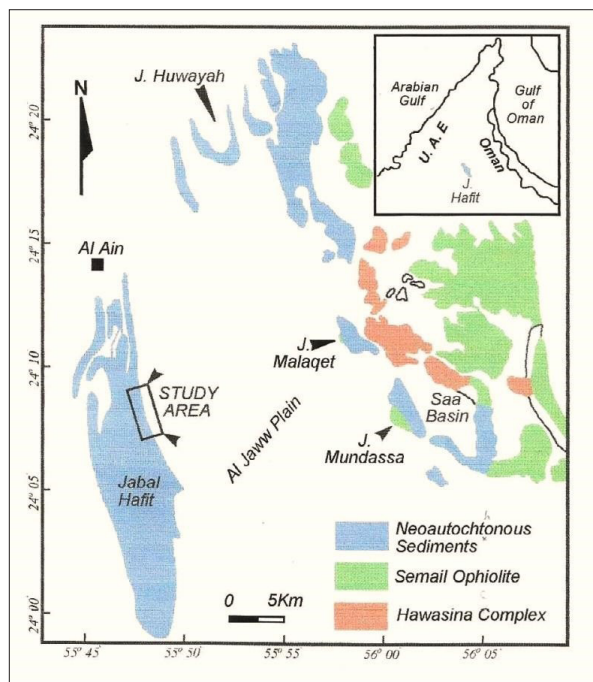 N
J. Huwayah
Arabian
Gulf
Gulf
of
Oman
U.A.E
Oman
J.
Hafit
24° 20'
24° 15'
24° 10'
24° 05'
24° 00'
Al Ain
STUDY
AREA
J.
Malaqet
Saa
Basin
J.
Mundassa
Al Jaww Plain
Jabal
Hafit
Neoautochtonous
Sediments
Semail Ophiolite
Hawasina Complex
0 5Km
55° 45'
55° 50'
55° 55'
56° 00'
56° 05'